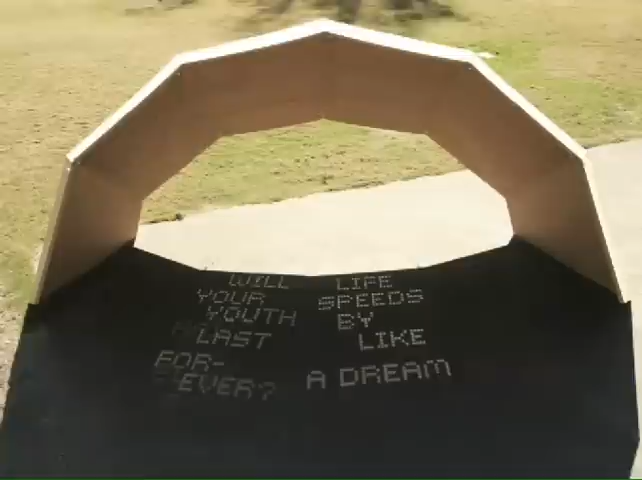 WILL
YOUR
YOUTH
LAST
FOR-
EVER?
LIFE
SPEEDS
BY
LIKE
A DREAM